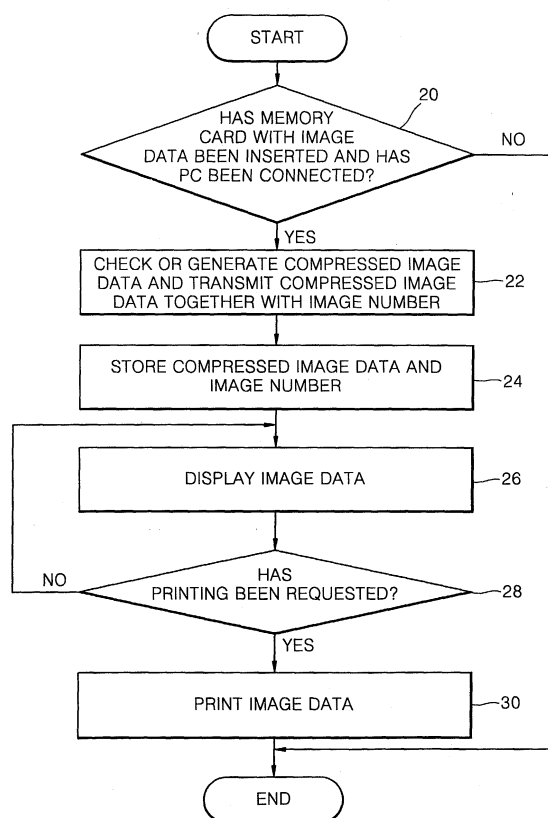 START
20
HAS MEMORY
CARD WITH IMAGE
DATA BEEN INSERTED AND HAS
PC BEEN CONNECTED?
NO
YES
CHECK OR GENERATE COMPRESSED IMAGE
DATA AND TRANSMIT COMPRESSED IMAGE
DATA TOGETHER WITH IMAGE NUMBER
22
STORE COMPRESSED IMAGE DATA AND
IMAGE NUMBER
24
DISPLAY IMAGE DATA
26
HAS
PRINTING BEEN REQUESTED?
28
NO
YES
PRINT IMAGE DATA
30
END